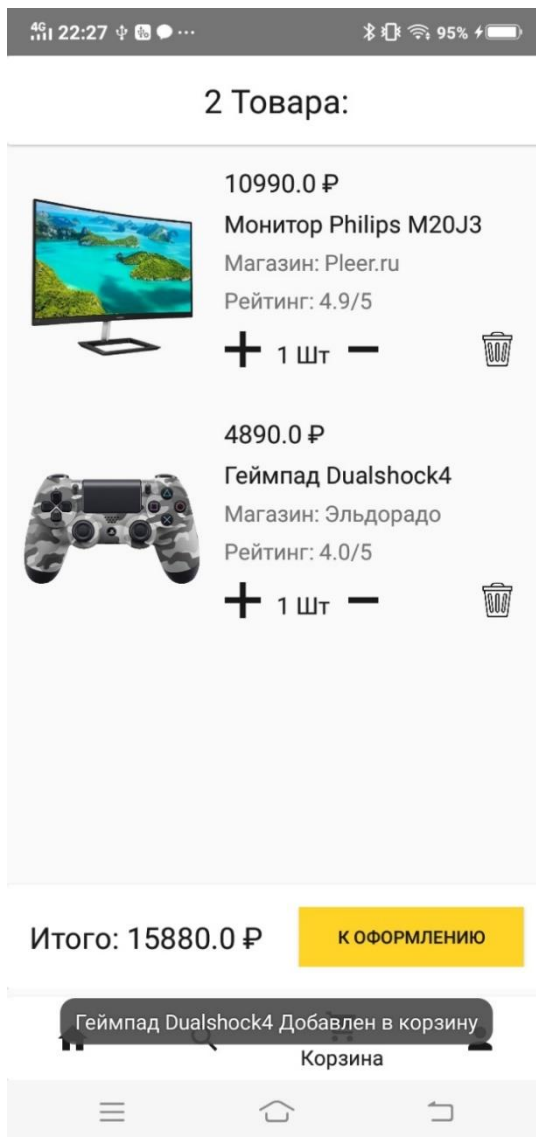 4G 22:27 95%
2 Товара:
10990.0 ₽
Монитор Philips M20J3
Магазин: Pleer.ru
Рейтинг: 4.9/5
1 Шт
4890.0 ₽
Геймпад Dualshock4
Магазин: Эльдорадо
Рейтинг: 4.0/5
1 Шт
Итого: 15880.0 ₽
К ОФОРМЛЕНИЮ
Геймпад Dualshock4 Добавлен в корзину
Корзина